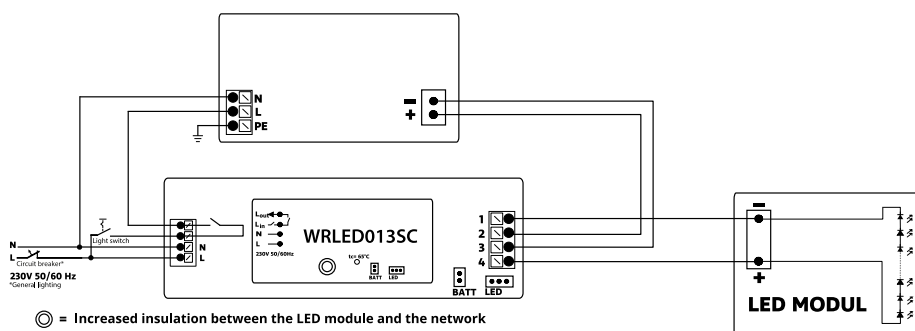 N
L
PE
−
+
Lout
Lin
N
L
230V 50/60Hz
WRLED013SC
tc= 65°C
BATT
LED
N
L
1
2
3
4
BATT
LED
Light switch
N
L
Circuit breaker*
230V 50/60 Hz
*General lighting
−
+
LED MODUL
= Increased insulation between the LED module and the network